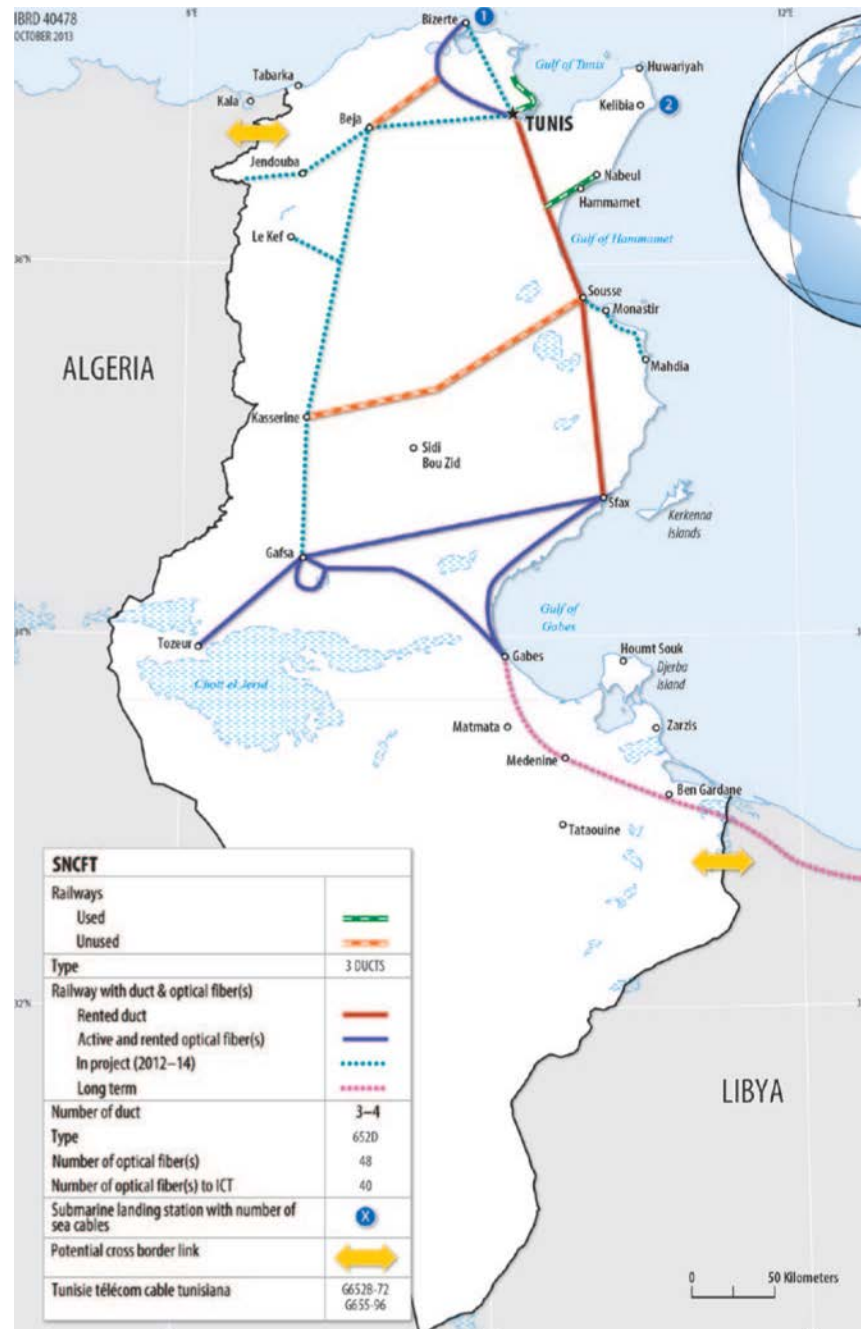 IBRD 40478
OCTOBER 2013
6°E
12°E
Bizerte
1
Gulf of Tunis
Huwariyah
Tabarka
Kala
Kelibia
2
Beja
TUNIS
Jendouba
Nabeul
Hammamet
Le Kef
Gulf of Hammamet
Sousse
Monastir
ALGERIA
Mahdia
Kasserine
Sidi
Bou Zid
Sfax
Kerkenna
Islands
Gafsa
Gulf of
Gabes
Tozeur
Gabes
Houmt Souk
Djerba
Island
Chott el Jerid
Matmata
Zarzis
Medenine
Ben Gardane
Tataouine
SNCFT
Railways
Used
Unused
Type 3 DUCTS
Railway with duct & optical fiber(s)
Rented duct
Active and rented optical fiber(s)
In project (2012–14)
Long term
Number of duct 3–4
Type 652D
Number of optical fiber(s) 48
Number of optical fiber(s) to ICT 40
Submarine landing station with number of
sea cables X
Potential cross border link
Tunisie télécom cable tunisiana G652B-72
G655-96
LIBYA
0 50 Kilometers